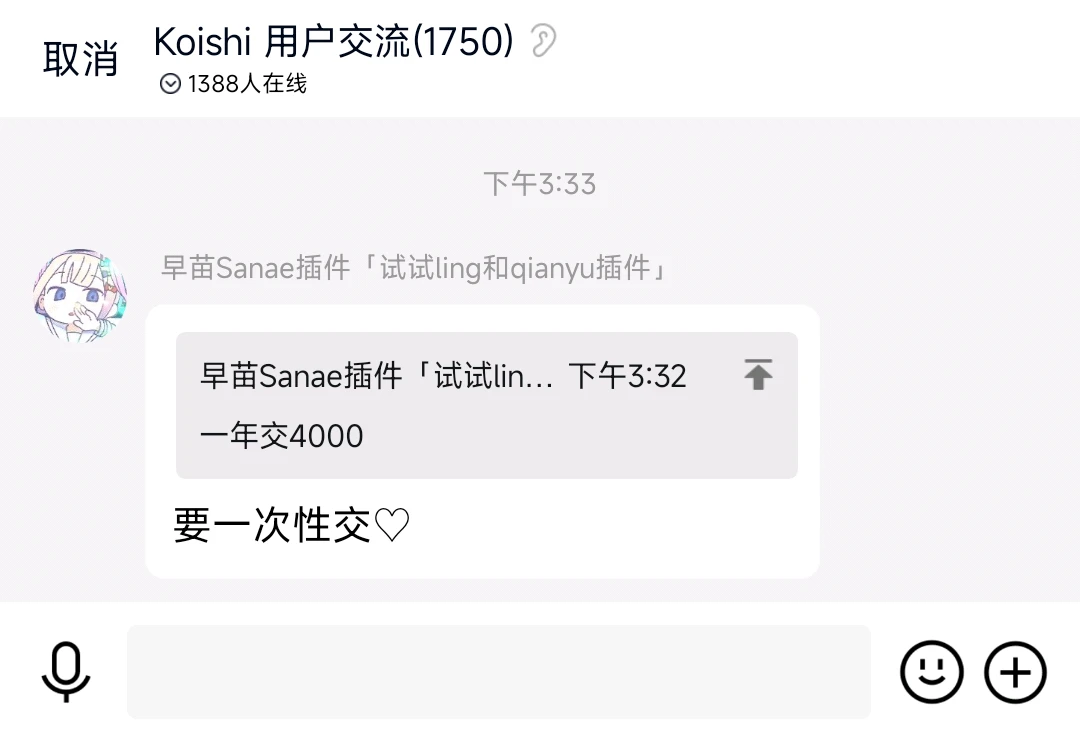 取消
Koishi 用户交流(1750)
1388人在线
下午3:33
早苗Sanae插件「试试ling和qianyu插件」
早苗Sanae插件「试试lin... 下午3:32
一年交4000
要一次性交♡